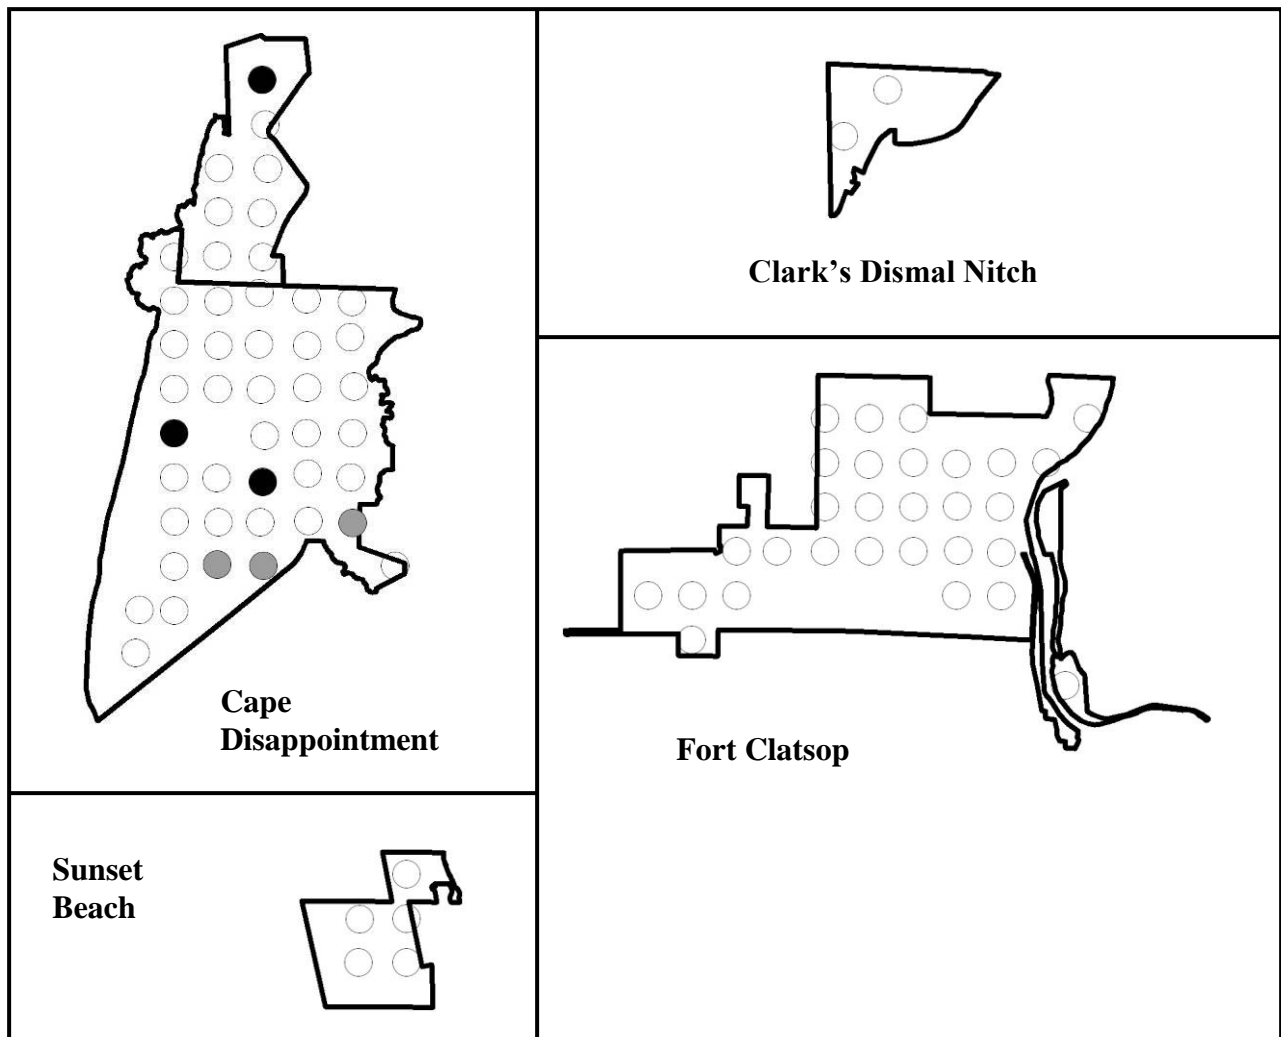 Clark's Dismal Nitch
Cape
Disappointment
Fort Clatsop
Sunset
Beach